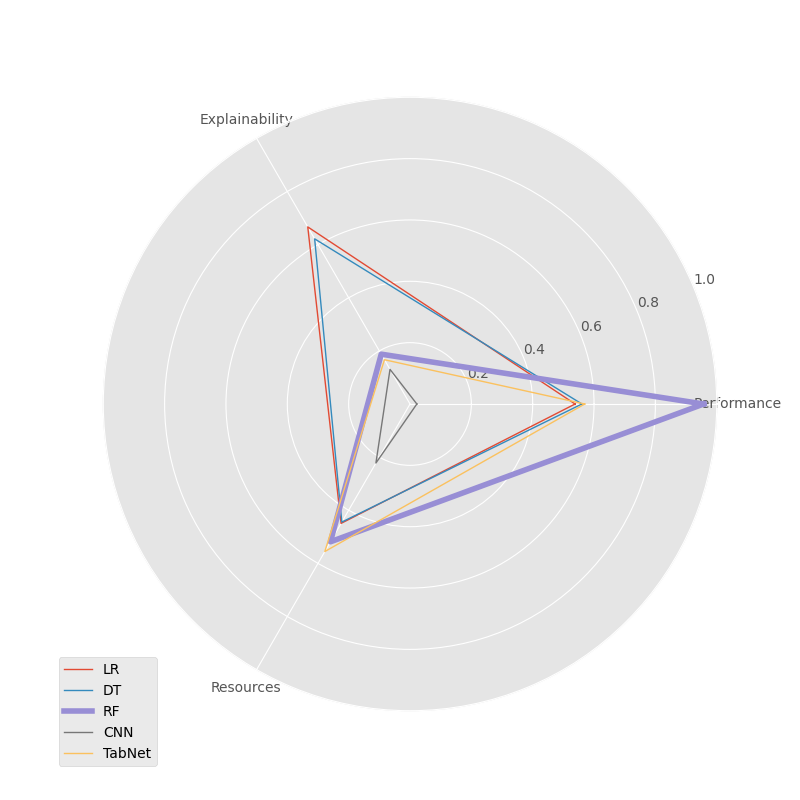 Explainability
1.0
0.8
0.6
0.4
0.2
Performance
Resources
LR
DT
RF
CNN
TabNet